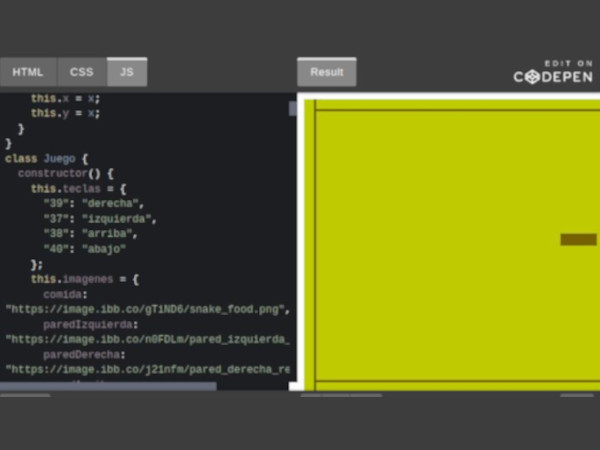 HTML CSS JS
Result
EDIT ON
CODEPEN
this.x = x;
this.y = x;
}
}
class Juego {
constructor() {
this.teclas = {
"39": "derecha",
"37": "izquierda",
"38": "arriba",
"40": "abajo"
};
this.imagenes = {
comida:
"https://image.ibb.co/gTiND6/snake_food.png",
paredIzquierda:
"https://image.ibb.co/n0FDLm/pared_izquierda_
paredDerecha:
"https://image.ibb.co/j21nfm/pared_derecha_re